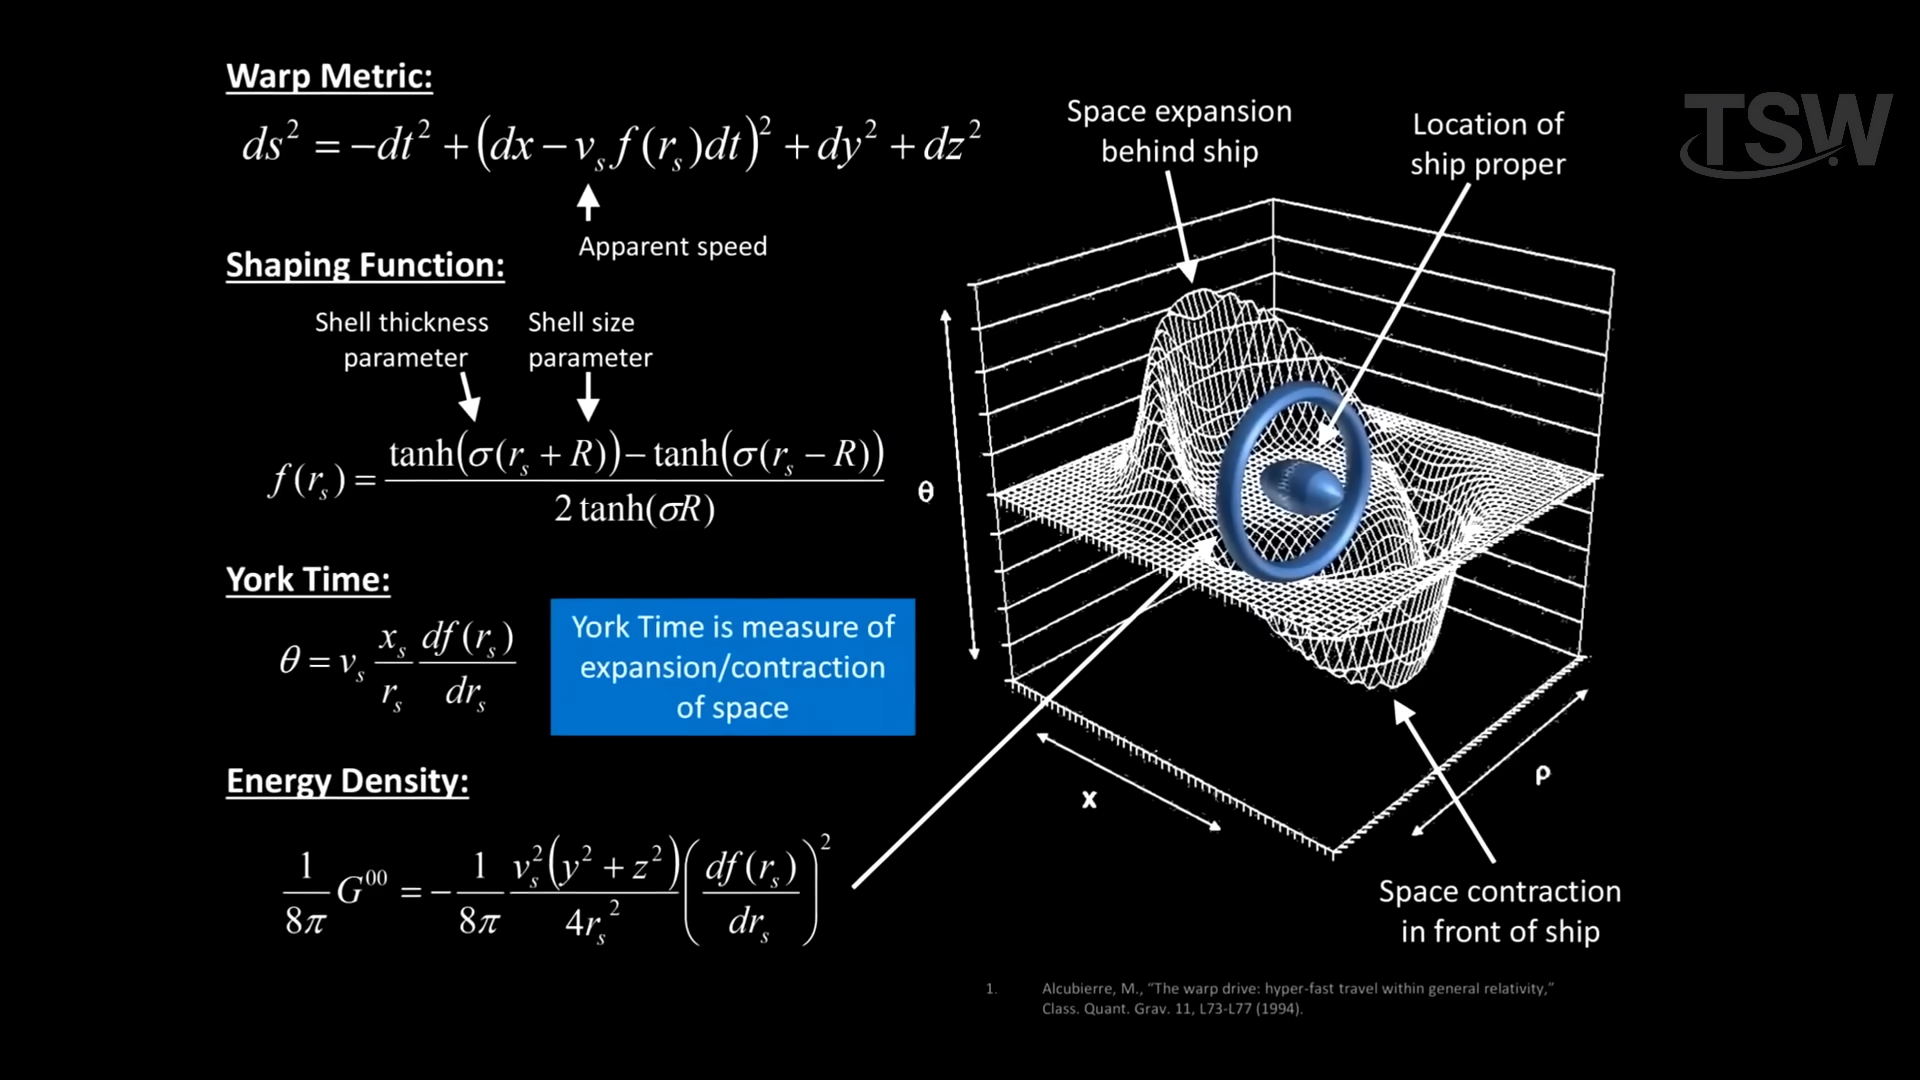 Warp Metric:
ds² = −dt² + (dx − vₛ f(rₛ)dt)² + dy² + dz²
Apparent speed
Shaping Function:
Shell thickness
parameter
Shell size
parameter
f(rₛ) = (tanh(σ(rₛ + R)) − tanh(σ(rₛ − R))) / (2 tanh(σR))
York Time:
θ = vₛ (xₛ / rₛ) (df(rₛ) / drₛ)
York Time is measure of
expansion/contraction
of space
Energy Density:
(1 / 8π) G⁰⁰ = −(1 / 8π) (vₛ²(y² + z²) / 4rₛ²) (df(rₛ) / drₛ)²
Space expansion
behind ship
Location of
ship proper
TSW
θ
x
ρ
Space contraction
in front of ship
1. Alcubierre, M., “The warp drive: hyper-fast travel within general relativity,”
Class. Quant. Grav. 11, L73-L77 (1994).